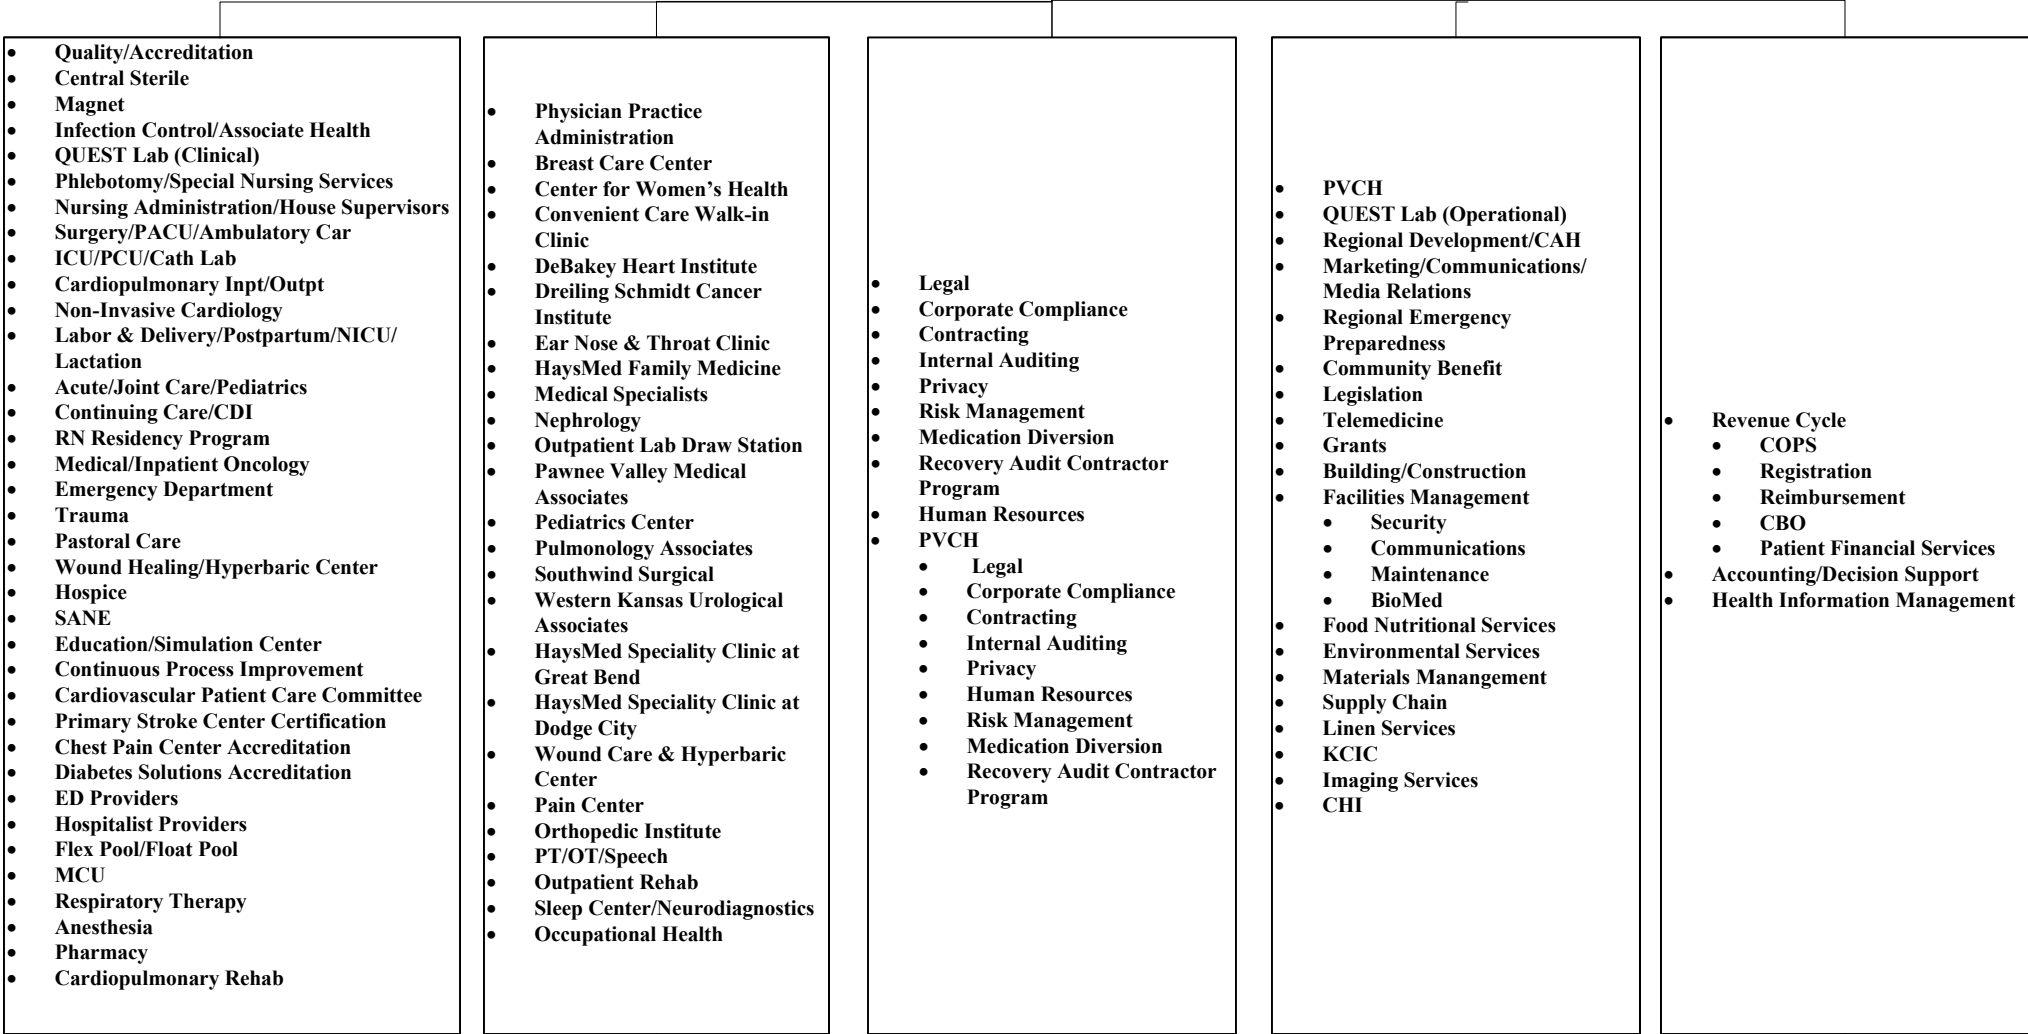 • Quality/Accreditation
• Central Sterile
• Magnet
• Infection Control/Associate Health
• QUEST Lab (Clinical)
• Phlebotomy/Special Nursing Services
• Nursing Administration/House Supervisors
• Surgery/PACU/Ambulatory Car
• ICU/PCU/Cath Lab
• Cardiopulmonary Inpt/Outpt
• Non-Invasive Cardiology
• Labor & Delivery/Postpartum/NICU/
Lactation
• Acute/Joint Care/Pediatrics
• Continuing Care/CDI
• RN Residency Program
• Medical/Inpatient Oncology
• Emergency Department
• Trauma
• Pastoral Care
• Wound Healing/Hyperbaric Center
• Hospice
• SANE
• Education/Simulation Center
• Continuous Process Improvement
• Cardiovascular Patient Care Committee
• Primary Stroke Center Certification
• Chest Pain Center Accreditation
• Diabetes Solutions Accreditation
• ED Providers
• Hospitalist Providers
• Flex Pool/Float Pool
• MCU
• Respiratory Therapy
• Anesthesia
• Pharmacy
• Cardiopulmonary Rehab
• Physician Practice
Administration
• Breast Care Center
• Center for Women’s Health
• Convenient Care Walk-in
Clinic
• DeBakey Heart Institute
• Dreiling Schmidt Cancer
Institute
• Ear Nose & Throat Clinic
• HaysMed Family Medicine
• Medical Specialists
• Nephrology
• Outpatient Lab Draw Station
• Pawnee Valley Medical
Associates
• Pediatrics Center
• Pulmonology Associates
• Southwind Surgical
• Western Kansas Urological
Associates
• HaysMed Speciality Clinic at
Great Bend
• HaysMed Speciality Clinic at
Dodge City
• Wound Care & Hyperbaric
Center
• Pain Center
• Orthopedic Institute
• PT/OT/Speech
• Outpatient Rehab
• Sleep Center/Neurodiagnostics
• Occupational Health
• Legal
• Corporate Compliance
• Contracting
• Internal Auditing
• Privacy
• Risk Management
• Medication Diversion
• Recovery Audit Contractor
Program
• Human Resources
• PVCH
• Legal
• Corporate Compliance
• Contracting
• Internal Auditing
• Privacy
• Human Resources
• Risk Management
• Medication Diversion
• Recovery Audit Contractor
Program
• PVCH
• QUEST Lab (Operational)
• Regional Development/CAH
• Marketing/Communications/
Media Relations
• Regional Emergency
Preparedness
• Community Benefit
• Legislation
• Telemedicine
• Grants
• Building/Construction
• Facilities Management
• Security
• Communications
• Maintenance
• BioMed
• Food Nutritional Services
• Environmental Services
• Materials Manangement
• Supply Chain
• Linen Services
• KCIC
• Imaging Services
• CHI
• Revenue Cycle
• COPS
• Registration
• Reimbursement
• CBO
• Patient Financial Services
• Accounting/Decision Support
• Health Information Management